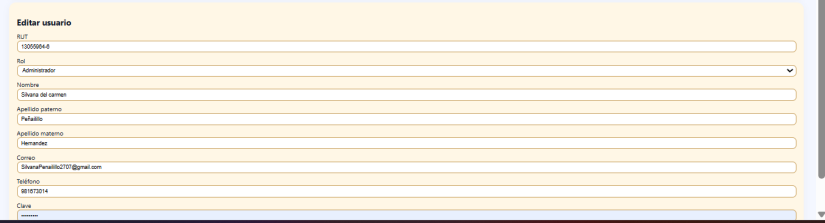 Editar usuario
RUT
13055984-6
Rol
Administrador
Nombre
Silvana del carmen
Apellido paterno
Peñailillo
Apellido materno
Hernandez
Correo
SilvanaPenailillo2707@gmail.com
Teléfono
981673014
Clave